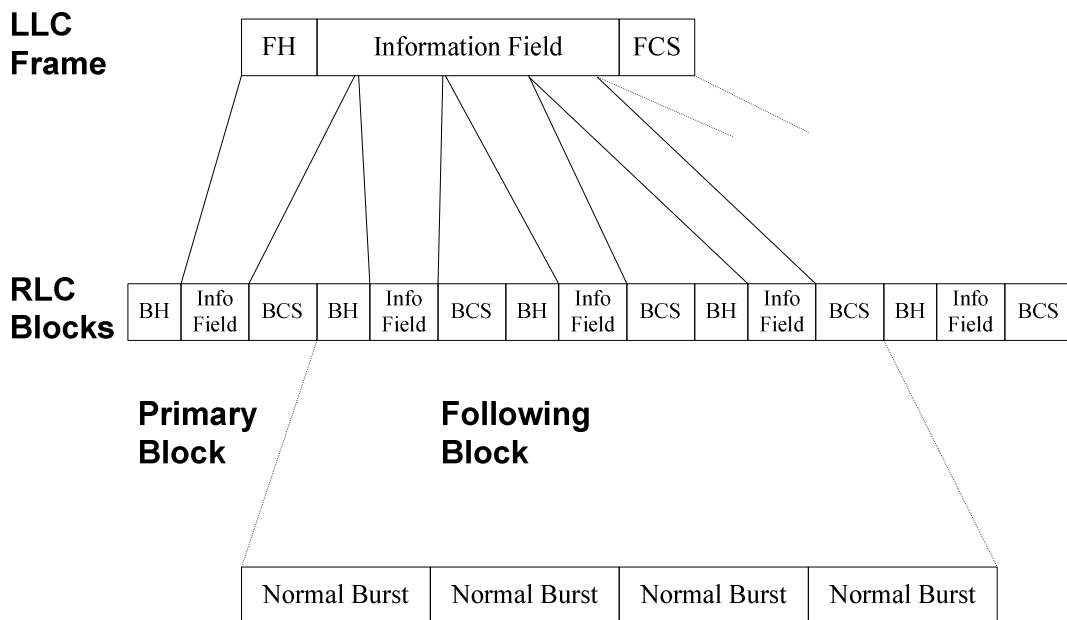 LLC
Frame
FH Information Field FCS
RLC
Blocks
BH Info Field BCS BH Info Field BCS BH Info Field BCS BH Info Field BCS BH Info Field BCS
Primary
Block
Following
Block
Normal Burst Normal Burst Normal Burst Normal Burst